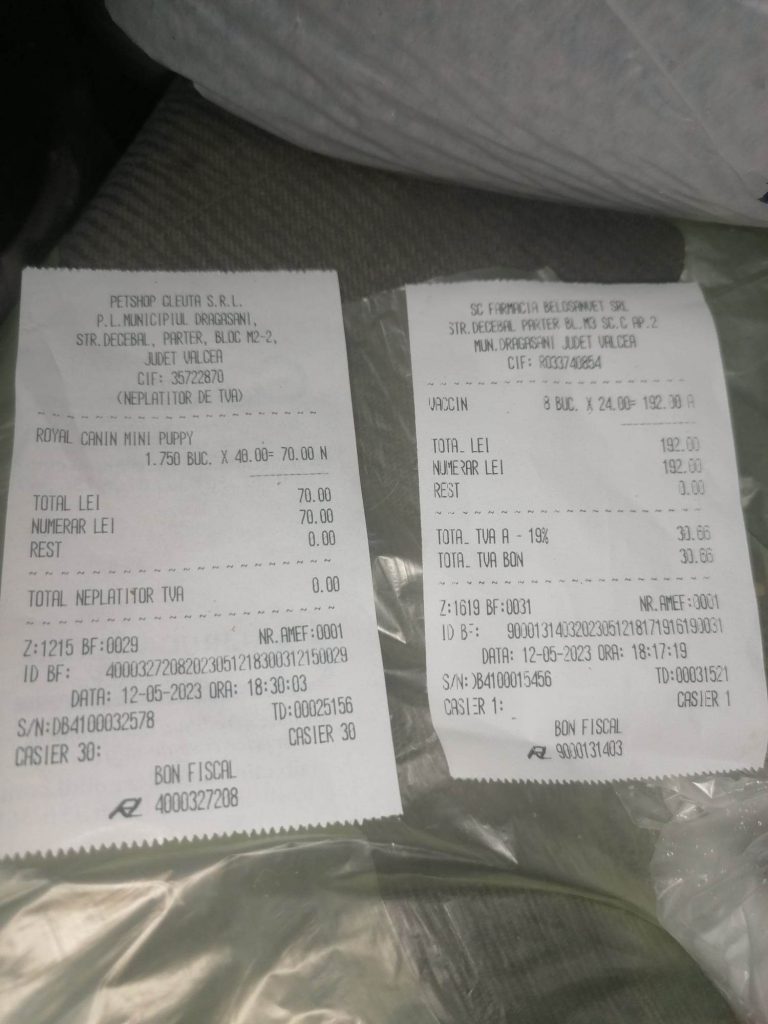 PETSHOP CLEUTA S.R.L.
P.L.MUNICIPIUL DRAGASANI,
STR.DECEBAL, PARTER, BLOC M2-2,
JUDET VALCEA
CIF: 35722870
(NEPLATITOR DE TVA)
ROYAL CANIN MINI PUPPY
1.750 BUC. X 40.00= 70.00 N
TOTAL LEI 70.00
NUMERAR LEI 70.00
REST 0.00
TOTAL NEPLATITOR TVA 0.00
Z:1215 BF:0029 NR.AMEF:0001
ID BF: 40003272082023051218300312150029
DATA: 12-05-2023 ORA: 18:30:03
S/N:DB4100032578 TD:00025156
CASIER 30: CASIER 30
BON FISCAL
4000327208
SC FARMACIA BELOSANVET SRL
STR.DECEBAL PARTER BL.M3 SC.C AP.2
MUN.DRAGASANI JUDET VALCEA
CIF: RO33740854
VACCIN 8 BUC. X 24.00= 192.00 A
TOTAL LEI 192.00
NUMERAR LEI 192.00
REST 0.00
TOTAL TVA A - 19% 30.66
TOTAL TVA BON 30.66
Z:1619 BF:0031 NR.AMEF:0001
ID BF: 90001314032023051218171916190031
DATA: 12-05-2023 ORA: 18:17:19
S/N:DB4100015456 TD:00031521
CASIER 1: CASIER 1
BON FISCAL
9000131403